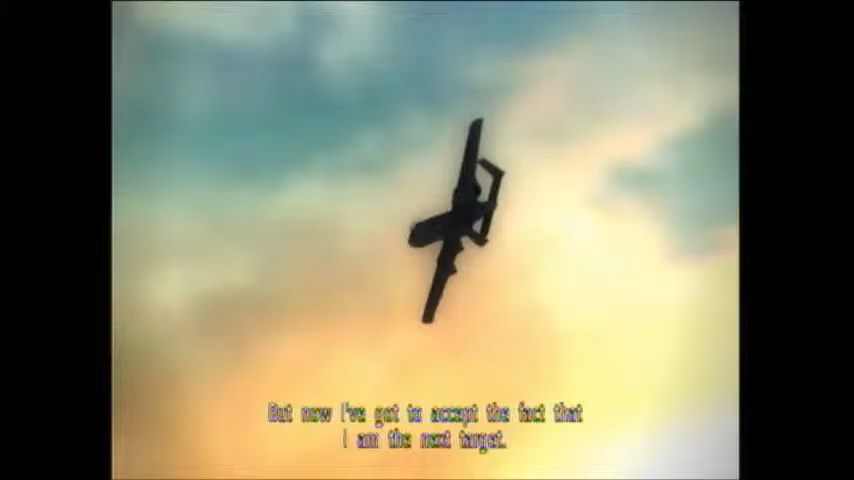 But now I've got to accept the fact that
I am the next target.